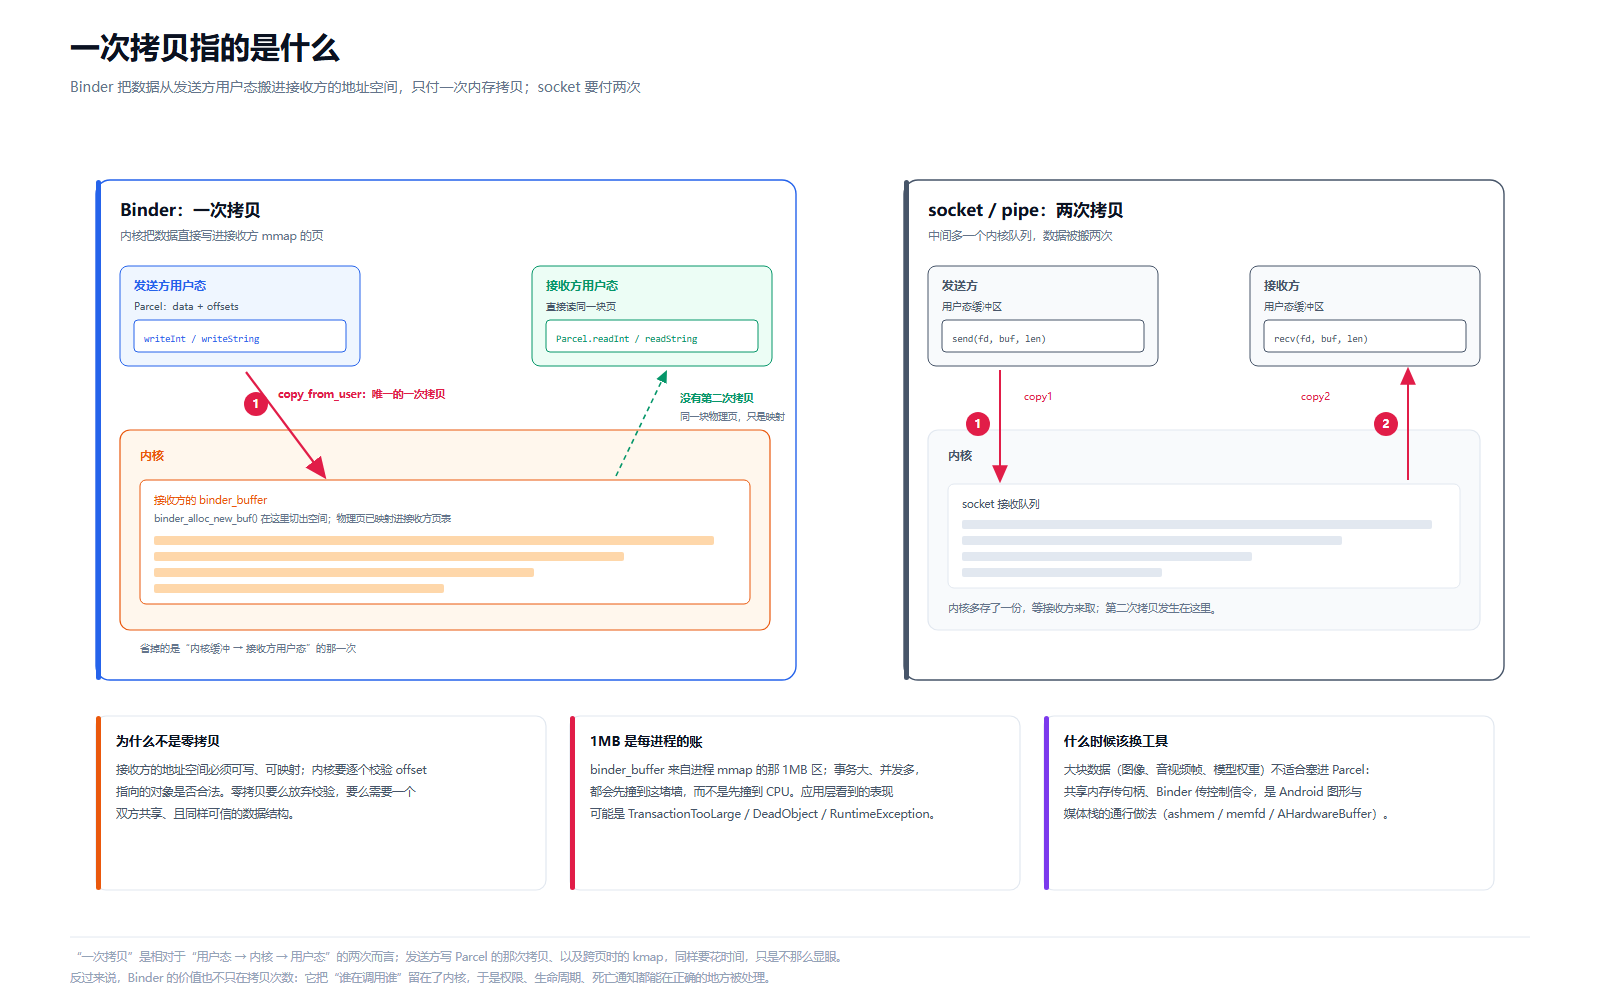 一次拷贝指的是什么
Binder 把数据从发送方用户态搬进接收方的地址空间，只付一次内存拷贝；socket 要付两次
Binder：一次拷贝
内核把数据直接写进接收方 mmap 的页
发送方用户态
Parcel：data + offsets
writeInt / writeString
接收方用户态
直接读同一块页
Parcel.readInt / readString
1
copy_from_user：唯一的一次拷贝
没有第二次拷贝
同一块物理页，只是映射
内核
接收方的 binder_buffer
binder_alloc_new_buf() 在这里切出空间；物理页已映射进接收方页表
省掉的是“内核缓冲 → 接收方用户态”的那一次
socket / pipe：两次拷贝
中间多一个内核队列，数据被搬两次
发送方
用户态缓冲区
send(fd, buf, len)
接收方
用户态缓冲区
recv(fd, buf, len)
copy1
copy2
1
2
内核
socket 接收队列
内核多存了一份，等接收方来取；第二次拷贝发生在这里。
为什么不是零拷贝
接收方的地址空间必须可写、可映射；内核要逐个校验 offset
指向的对象是否合法。零拷贝要么放弃校验，要么需要一个
双方共享、且同样可信的数据结构。
1MB 是每进程的账
binder_buffer 来自进程 mmap 的那 1MB 区；事务大、并发多，
都会先撞到这堵墙，而不是先撞到 CPU。应用层看到的表现
可能是 TransactionTooLarge / DeadObject / RuntimeException。
什么时候该换工具
大块数据（图像、音视频帧、模型权重）不适合塞进 Parcel：
共享内存传句柄、Binder 传控制信令，是 Android 图形与
媒体栈的通行做法（ashmem / memfd / AHardwareBuffer）。
“一次拷贝”是相对于“用户态 → 内核 → 用户态”的两次而言；发送方写 Parcel 的那次拷贝、以及跨页时的 kmap，同样要花时间，只是不那么显眼。
反过来说，Binder 的价值也不只在拷贝次数：它把“谁在调用谁”留在了内核，于是权限、生命周期、死亡通知都能在正确的地方被处理。